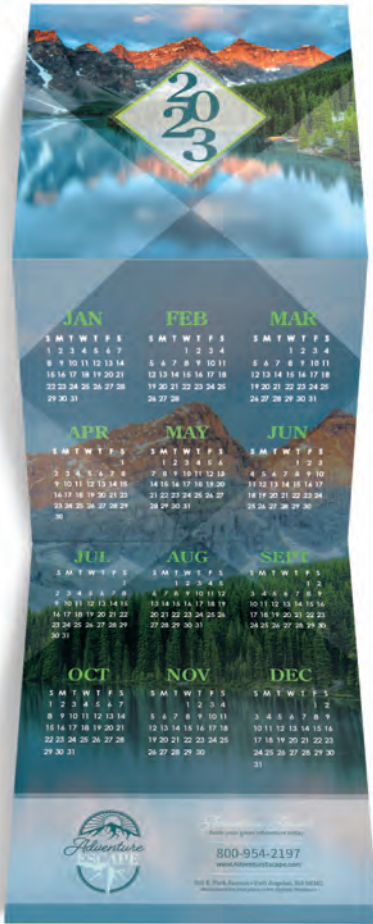 20
23
JAN
S M T W T F S
1 2 3 4 5 6 7
8 9 10 11 12 13 14
15 16 17 18 19 20 21
22 23 24 25 26 27 28
29 30 31
FEB
S M T W T F S
1 2 3 4
5 6 7 8 9 10 11
12 13 14 15 16 17 18
19 20 21 22 23 24 25
26 27 28
MAR
S M T W T F S
1 2 3 4
5 6 7 8 9 10 11
12 13 14 15 16 17 18
19 20 21 22 23 24 25
26 27 28 29 30 31
APR
S M T W T F S
1
2 3 4 5 6 7 8
9 10 11 12 13 14 15
16 17 18 19 20 21 22
23 24 25 26 27 28 29
30
MAY
S M T W T F S
1 2 3 4 5 6
7 8 9 10 11 12 13
14 15 16 17 18 19 20
21 22 23 24 25 26 27
28 29 30 31
JUN
S M T W T F S
1 2 3
4 5 6 7 8 9 10
11 12 13 14 15 16 17
18 19 20 21 22 23 24
25 26 27 28 29 30
JUL
S M T W T F S
1
2 3 4 5 6 7 8
9 10 11 12 13 14 15
16 17 18 19 20 21 22
23 24 25 26 27 28 29
30 31
AUG
S M T W T F S
1 2 3 4 5
6 7 8 9 10 11 12
13 14 15 16 17 18 19
20 21 22 23 24 25 26
27 28 29 30 31
SEPT
S M T W T F S
1 2
3 4 5 6 7 8 9
10 11 12 13 14 15 16
17 18 19 20 21 22 23
24 25 26 27 28 29 30
OCT
S M T W T F S
1 2 3 4 5 6 7
8 9 10 11 12 13 14
15 16 17 18 19 20 21
22 23 24 25 26 27 28
29 30 31
NOV
S M T W T F S
1 2 3 4
5 6 7 8 9 10 11
12 13 14 15 16 17 18
19 20 21 22 23 24 25
26 27 28 29 30
DEC
S M T W T F S
1 2
3 4 5 6 7 8 9
10 11 12 13 14 15 16
17 18 19 20 21 22 23
24 25 26 27 28 29 30
31
Adventure
ESCAPE
Book your great adventure today
800-954-2197
www.AdventurEscape.com
Park Avenue • Port Angeles, WA 98362